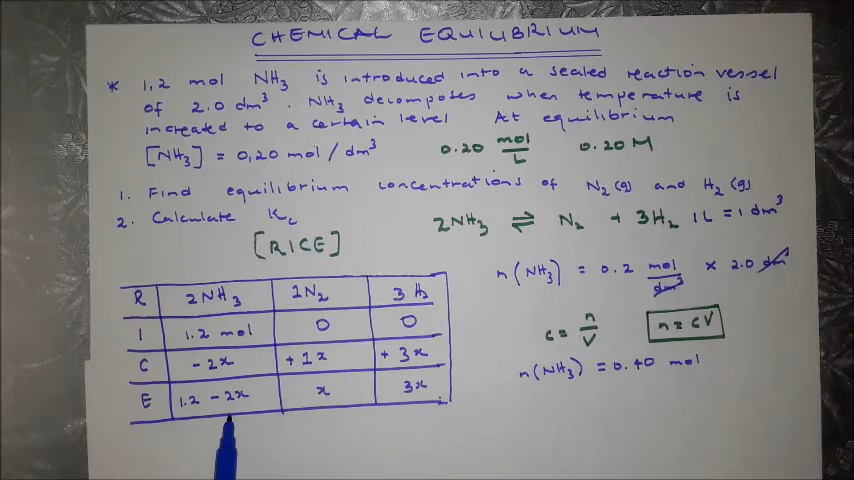 CHEMICAL EQUILIBRIUM
* 1,2 mol NH₃ is introduced into a sealed reaction vessel
of 2.0 dm³. NH₃ decomposes when temperature is
increased to a certain level At equilibrium
[NH₃] = 0,20 mol/dm³ 0.20 mol/L 0.20 M
1. Find equilibrium concentrations of N₂(g) and H₂(g)
2. Calculate Kc
2NH₃ ⇌ N₂ + 3H₂ 1L = 1 dm³
[RICE]
n(NH₃) = 0.2 mol/dm³ × 2.0 dm³
R 2NH₃ 1N₂ 3H₂
I 1.2 mol 0 0
C -2x +1x +3x
E 1.2 - 2x x 3x
c = n/V n = cV
n(NH₃) = 0.40 mol